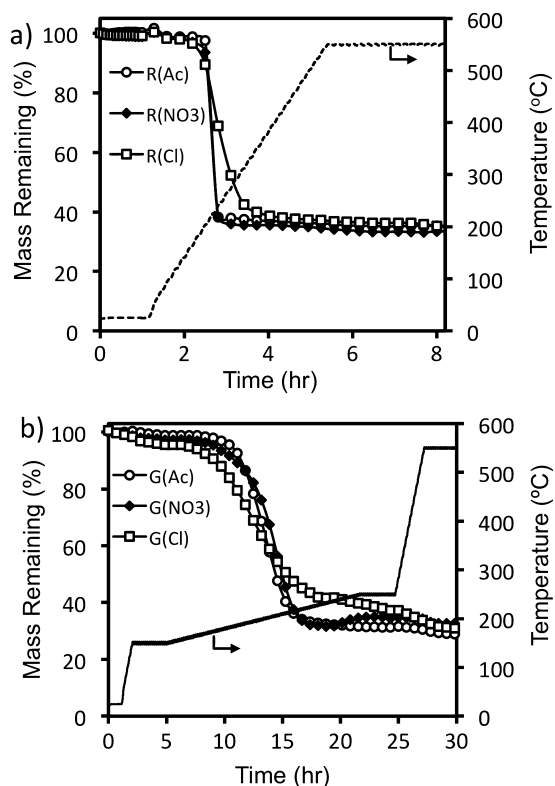 a)
100
80
60
40
20
0
Mass Remaining (%)
R(Ac)
R(NO3)
R(Cl)
600
500
400
300
200
100
0
Temperature (ºC)
0 2 4 6 8
Time (hr)
b)
100
80
60
40
20
0
Mass Remaining (%)
G(Ac)
G(NO3)
G(Cl)
600
500
400
300
200
100
0
Temperature (ºC)
0 5 10 15 20 25 30
Time (hr)